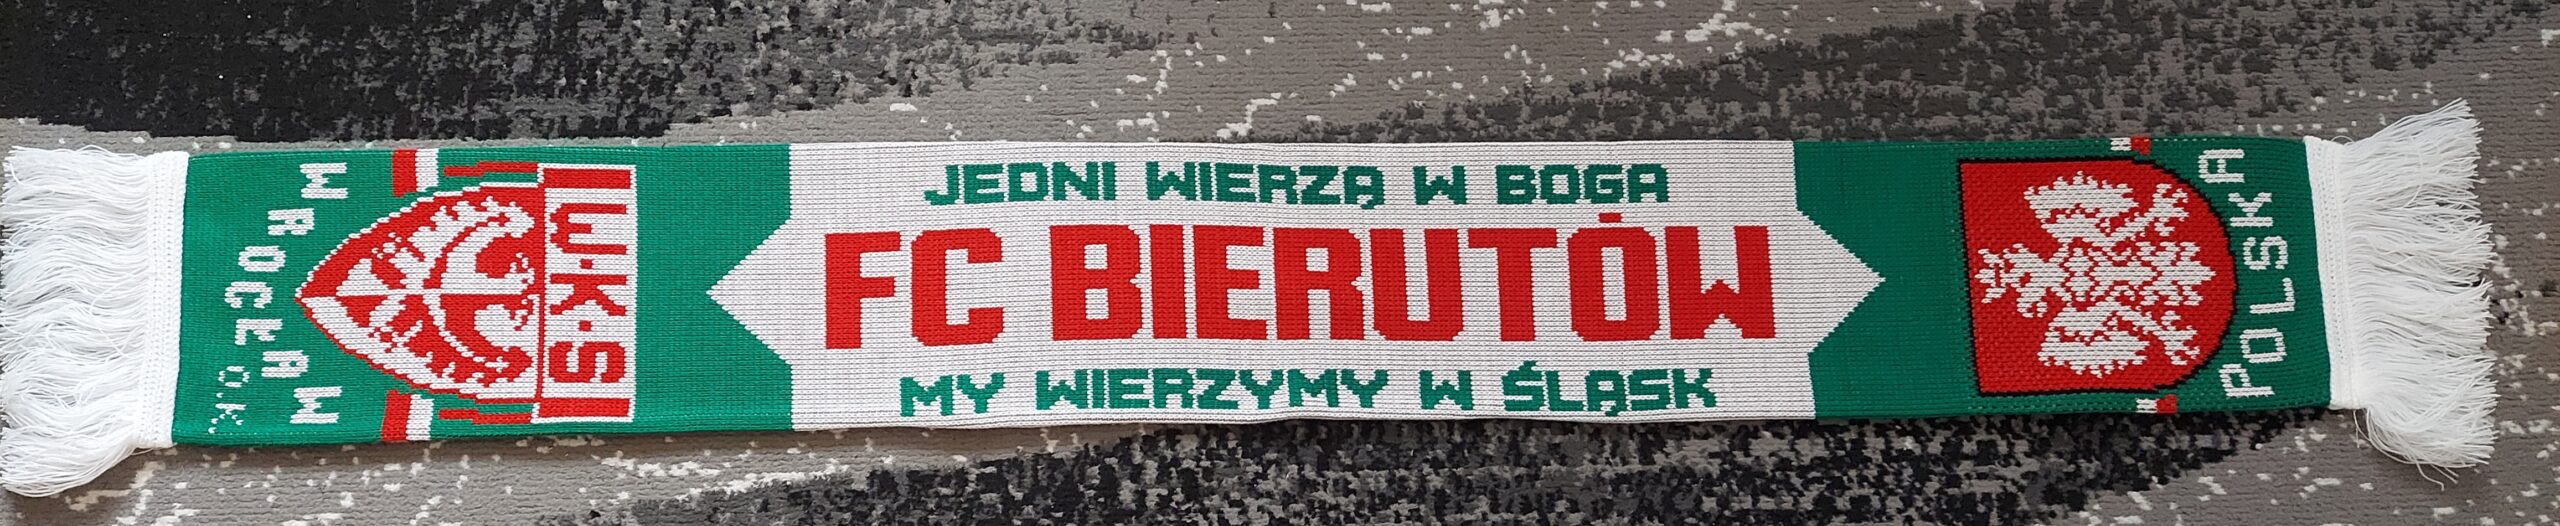 W·K·S
WROCŁAW
O.K.
JEDNI WIERZĄ W BOGA
FC BIERUTÓW
MY WIERZYMY W ŚLĄSK
POLSKA